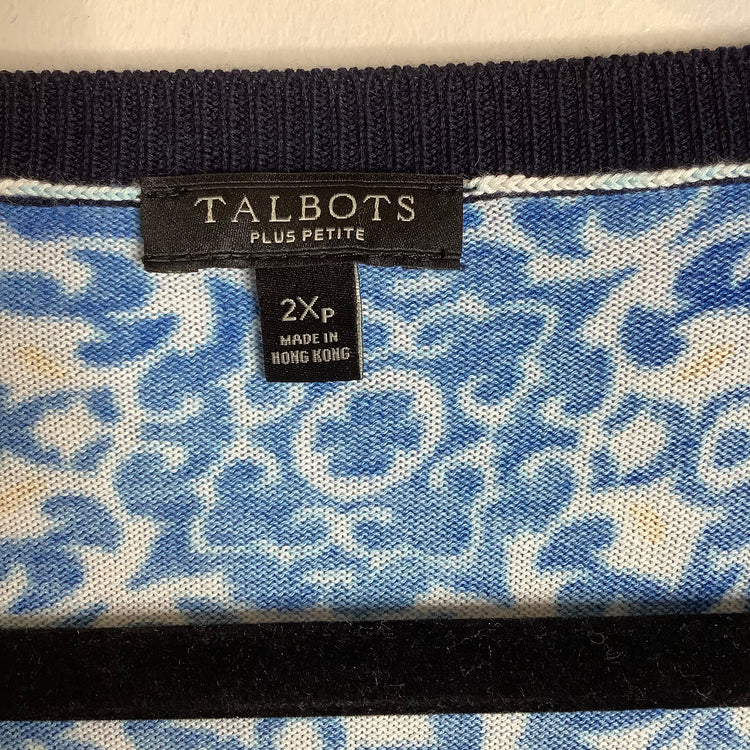 TALBOTS
PLUS PETITE
2XP
MADE IN
HONG KONG